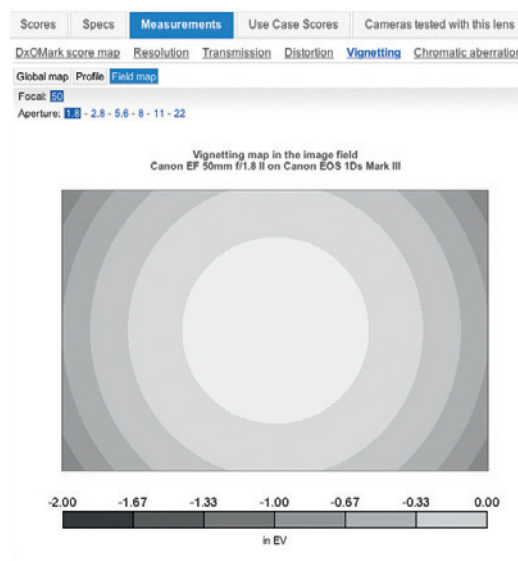 Scores Specs Measurements Use Case Scores Cameras tested with this lens
DxOMark score map Resolution Transmission Distortion Vignetting Chromatic aberration
Global map Profile Field map
Focal: 50
Aperture: 1.8 - 2.8 - 5.6 - 8 - 11 - 22
Vignetting map in the image field
Canon EF 50mm f/1.8 II on Canon EOS 1Ds Mark III
-2.00 -1.67 -1.33 -1.00 -0.67 -0.33 0.00
in EV